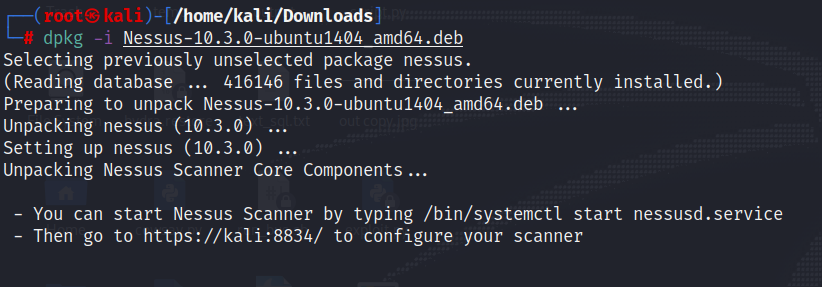 ┌──(root㉿kali)-[/home/kali/Downloads]
└─# dpkg -i Nessus-10.3.0-ubuntu1404_amd64.deb
Selecting previously unselected package nessus.
(Reading database ... 416146 files and directories currently installed.)
Preparing to unpack Nessus-10.3.0-ubuntu1404_amd64.deb ...
Unpacking nessus (10.3.0) ...
Setting up nessus (10.3.0) ...
Unpacking Nessus Scanner Core Components...
- You can start Nessus Scanner by typing /bin/systemctl start nessusd.service
- Then go to https://kali:8834/ to configure your scanner